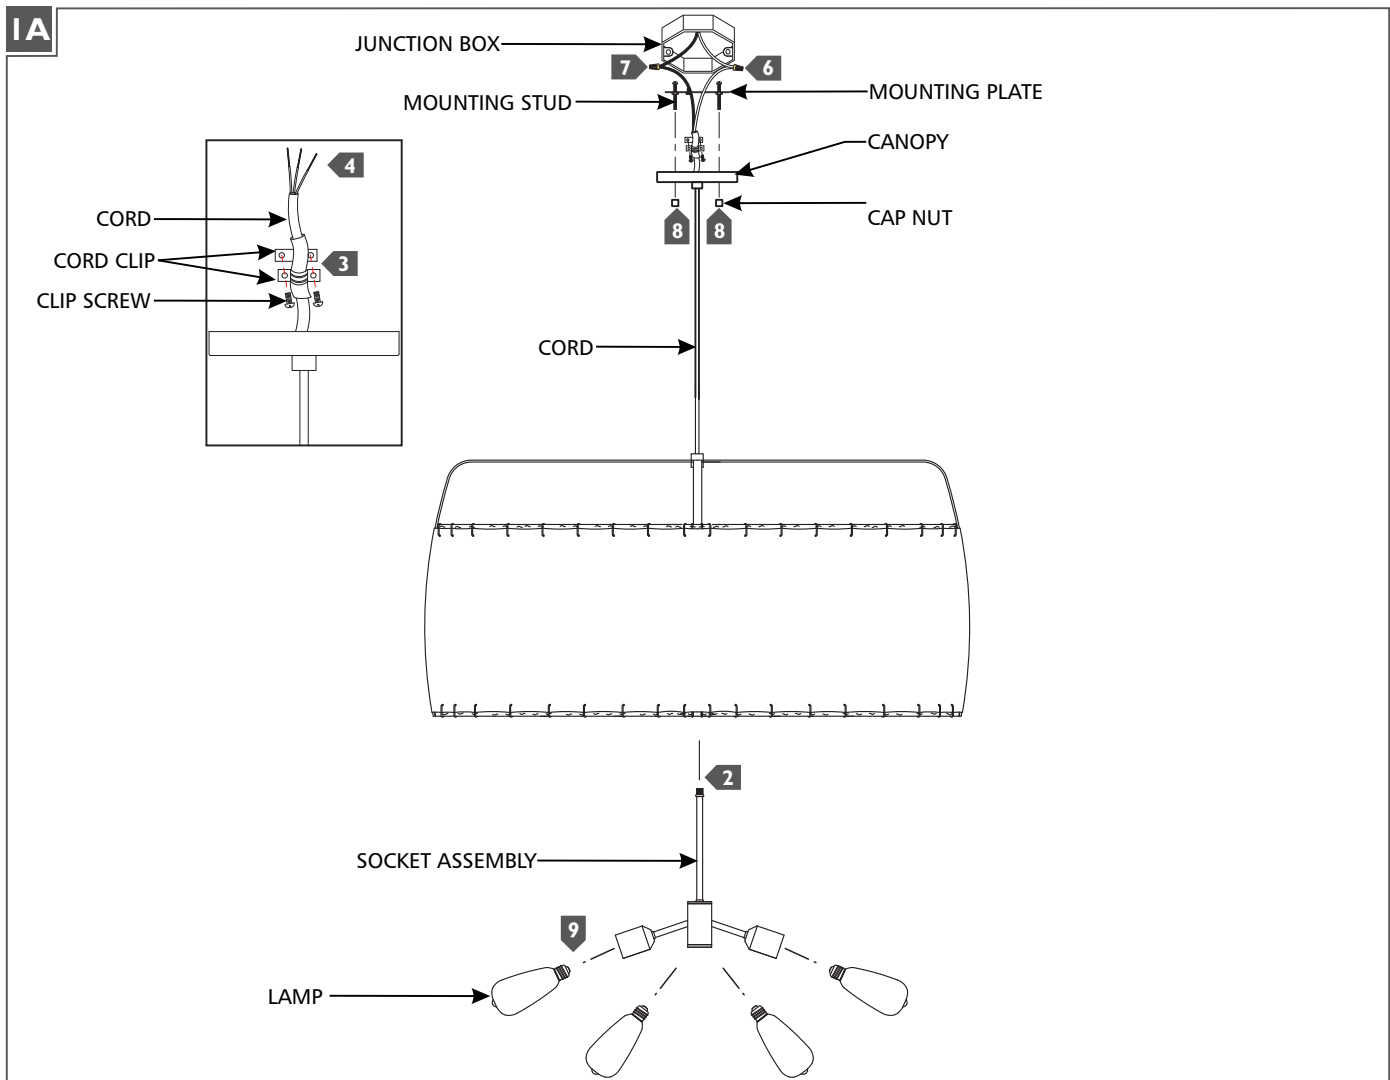 1A
JUNCTION BOX
7
6
MOUNTING STUD
MOUNTING PLATE
CANOPY
4
CORD
8
8
CAP NUT
CORD CLIP
3
CLIP SCREW
CORD
2
SOCKET ASSEMBLY
9
LAMP